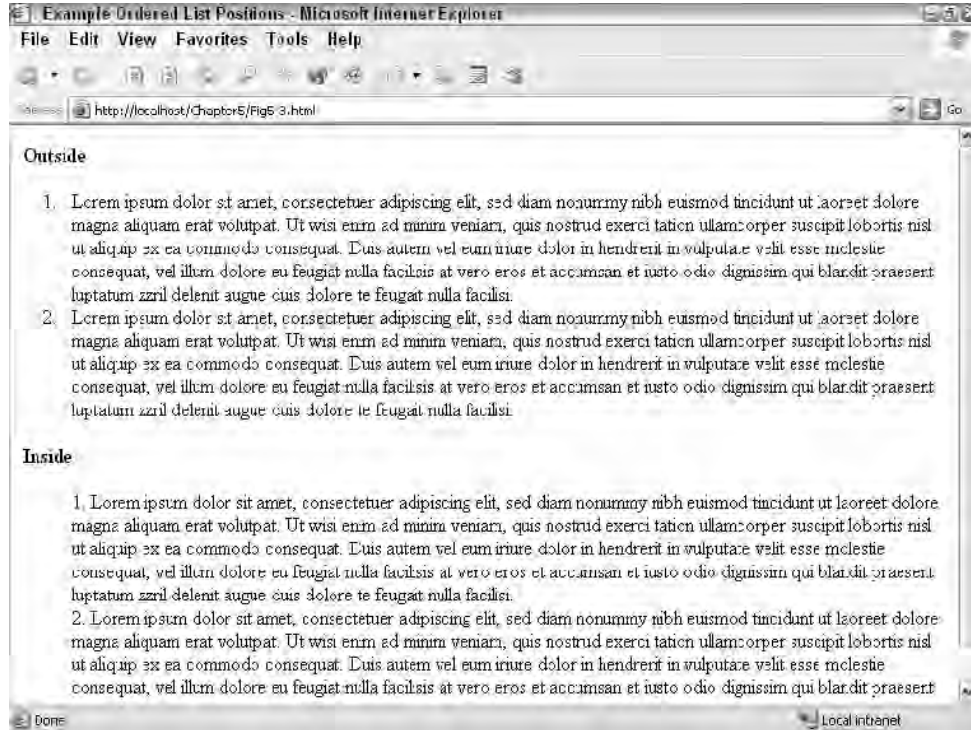 Example Ordered List Positions - Microsoft Internet Explorer
File Edit View Favorites Tools Help
http://localhost/Chapter5/Fig5-3.html Go
Outside
1. Lorem ipsum dolor sit amet, consectetuer adipiscing elit, sed diam nonummy nibh euismod tincidunt ut laoreet dolore
magna aliquam erat volutpat. Ut wisi enim ad minim veniam, quis nostrud exerci tation ullamcorper suscipit lobortis nisl
ut aliquip ex ea commodo consequat. Duis autem vel eum iriure dolor in hendrerit in vulputate velit esse molestie
consequat, vel illum dolore eu feugiat nulla facilisis at vero eros et accumsan et iusto odio dignissim qui blandit praesent
luptatum zzril delenit augue duis dolore te feugait nulla facilisi.
2. Lorem ipsum dolor sit amet, consectetuer adipiscing elit, sed diam nonummy nibh euismod tincidunt ut laoreet dolore
magna aliquam erat volutpat. Ut wisi enim ad minim veniam, quis nostrud exerci tation ullamcorper suscipit lobortis nisl
ut aliquip ex ea commodo consequat. Duis autem vel eum iriure dolor in hendrerit in vulputate velit esse molestie
consequat, vel illum dolore eu feugiat nulla facilisis at vero eros et accumsan et iusto odio dignissim qui blandit praesent
luptatum zzril delenit augue duis dolore te feugait nulla facilisi.
Inside
1. Lorem ipsum dolor sit amet, consectetuer adipiscing elit, sed diam nonummy nibh euismod tincidunt ut laoreet dolore
magna aliquam erat volutpat. Ut wisi enim ad minim veniam, quis nostrud exerci tation ullamcorper suscipit lobortis nisl
ut aliquip ex ea commodo consequat. Duis autem vel eum iriure dolor in hendrerit in vulputate velit esse molestie
consequat, vel illum dolore eu feugiat nulla facilisis at vero eros et accumsan et iusto odio dignissim qui blandit praesent
luptatum zzril delenit augue duis dolore te feugait nulla facilisi.
2. Lorem ipsum dolor sit amet, consectetuer adipiscing elit, sed diam nonummy nibh euismod tincidunt ut laoreet dolore
magna aliquam erat volutpat. Ut wisi enim ad minim veniam, quis nostrud exerci tation ullamcorper suscipit lobortis nisl
ut aliquip ex ea commodo consequat. Duis autem vel eum iriure dolor in hendrerit in vulputate velit esse molestie
consequat, vel illum dolore eu feugiat nulla facilisis at vero eros et accumsan et iusto odio dignissim qui blandit praesent
Done Local intranet